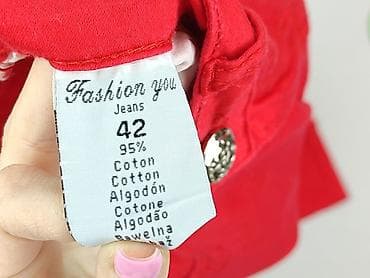 Fashion you
Jeans
42
95%
Coton
Cotton
Algodón
Cotone
Algodão
Bawełna